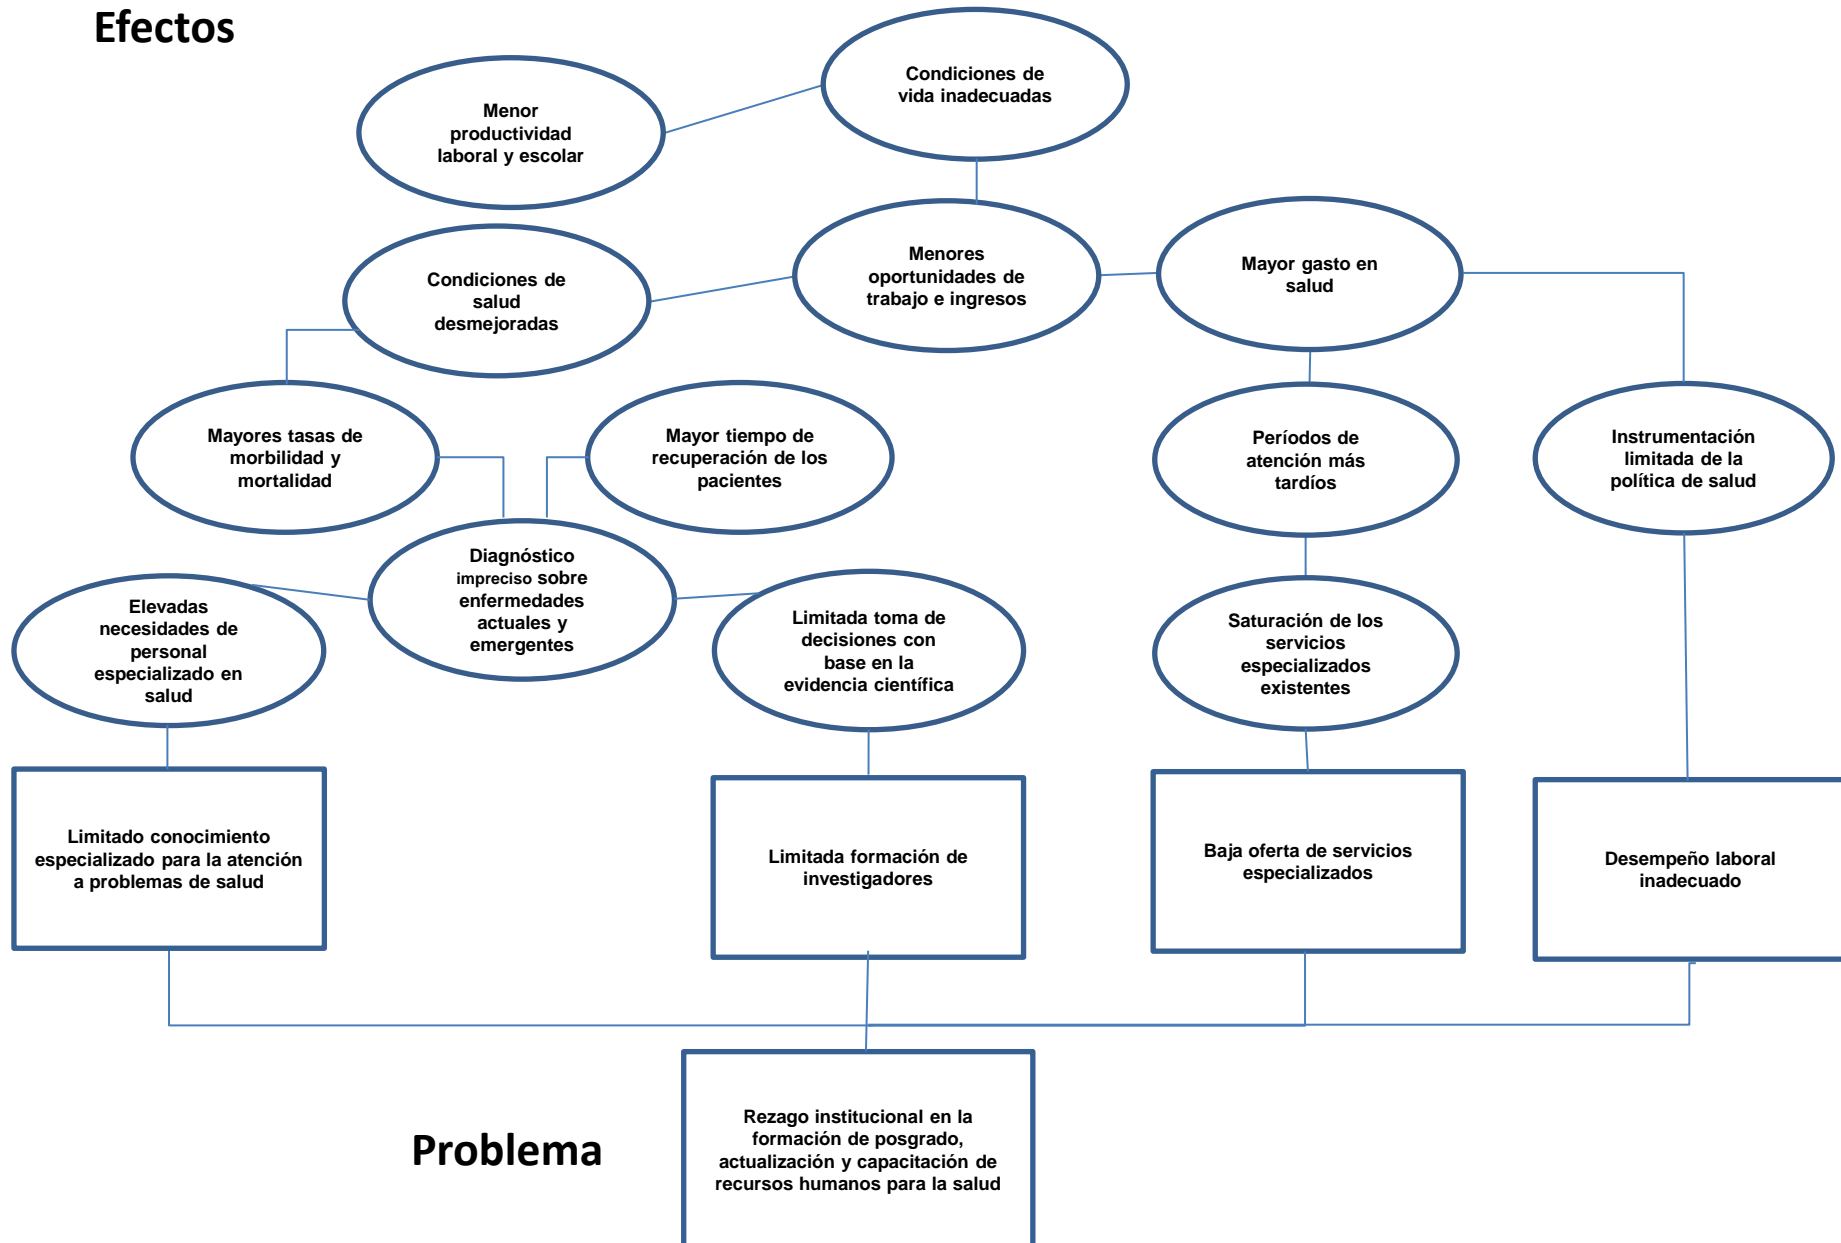 Efectos
Condiciones de
vida inadecuadas
Menor
productividad
laboral y escolar
Menores
oportunidades de
trabajo e ingresos
Mayor gasto en
salud
Condiciones de
salud
desmejoradas
Mayores tasas de
morbilidad y
mortalidad
Mayor tiempo de
recuperación de los
pacientes
Períodos de
atención más
tardíos
Instrumentación
limitada de la
política de salud
Diagnóstico
impreciso sobre
enfermedades
actuales y
emergentes
Elevadas
necesidades de
personal
especializado en
salud
Limitada toma de
decisiones con
base en la
evidencia científica
Saturación de los
servicios
especializados
existentes
Limitado conocimiento
especializado para la atención
a problemas de salud
Limitada formación de
investigadores
Baja oferta de servicios
especializados
Desempeño laboral
inadecuado
Problema
Rezago institucional en la
formación de posgrado,
actualización y capacitación de
recursos humanos para la salud